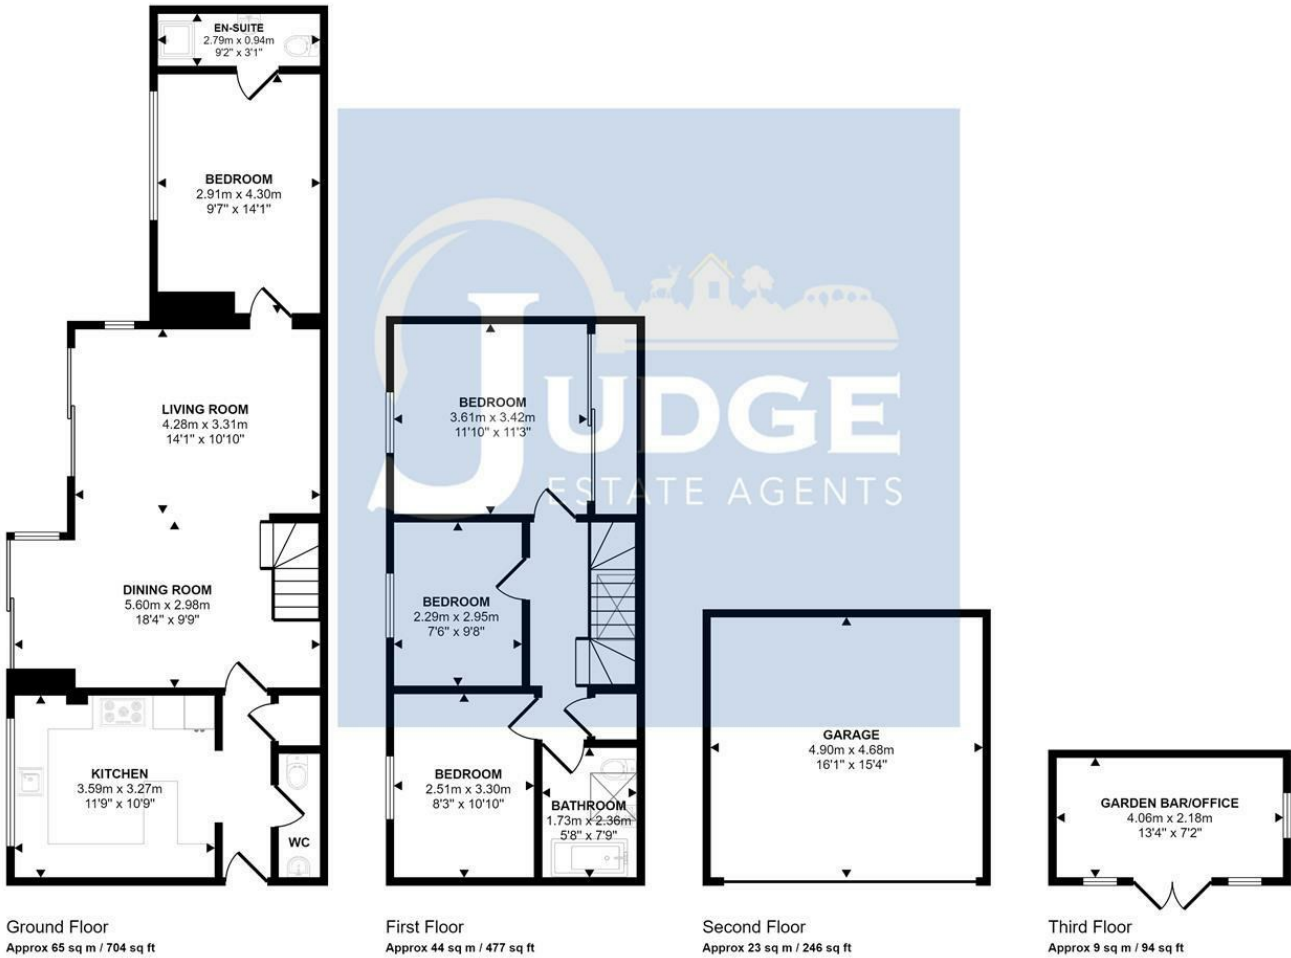 EN-SUITE
2.79m x 0.94m
9'2" x 3'1"
BEDROOM
2.91m x 4.30m
9'7" x 14'1"
LIVING ROOM
4.28m x 3.31m
14'1" x 10'10"
DINING ROOM
5.60m x 2.98m
18'4" x 9'9"
KITCHEN
3.59m x 3.27m
11'9" x 10'9"
WC
Ground Floor
Approx 65 sq m / 704 sq ft
BEDROOM
3.61m x 3.42m
11'10" x 11'3"
JUDGE
ESTATE AGENTS
BEDROOM
2.29m x 2.95m
7'6" x 9'8"
BEDROOM
2.51m x 3.30m
8'3" x 10'10"
BATHROOM
1.73m x 2.36m
5'8" x 7'9"
First Floor
Approx 44 sq m / 477 sq ft
GARAGE
4.90m x 4.68m
16'1" x 15'4"
Second Floor
Approx 23 sq m / 246 sq ft
GARDEN BAR/OFFICE
4.06m x 2.18m
13'4" x 7'2"
Third Floor
Approx 9 sq m / 94 sq ft